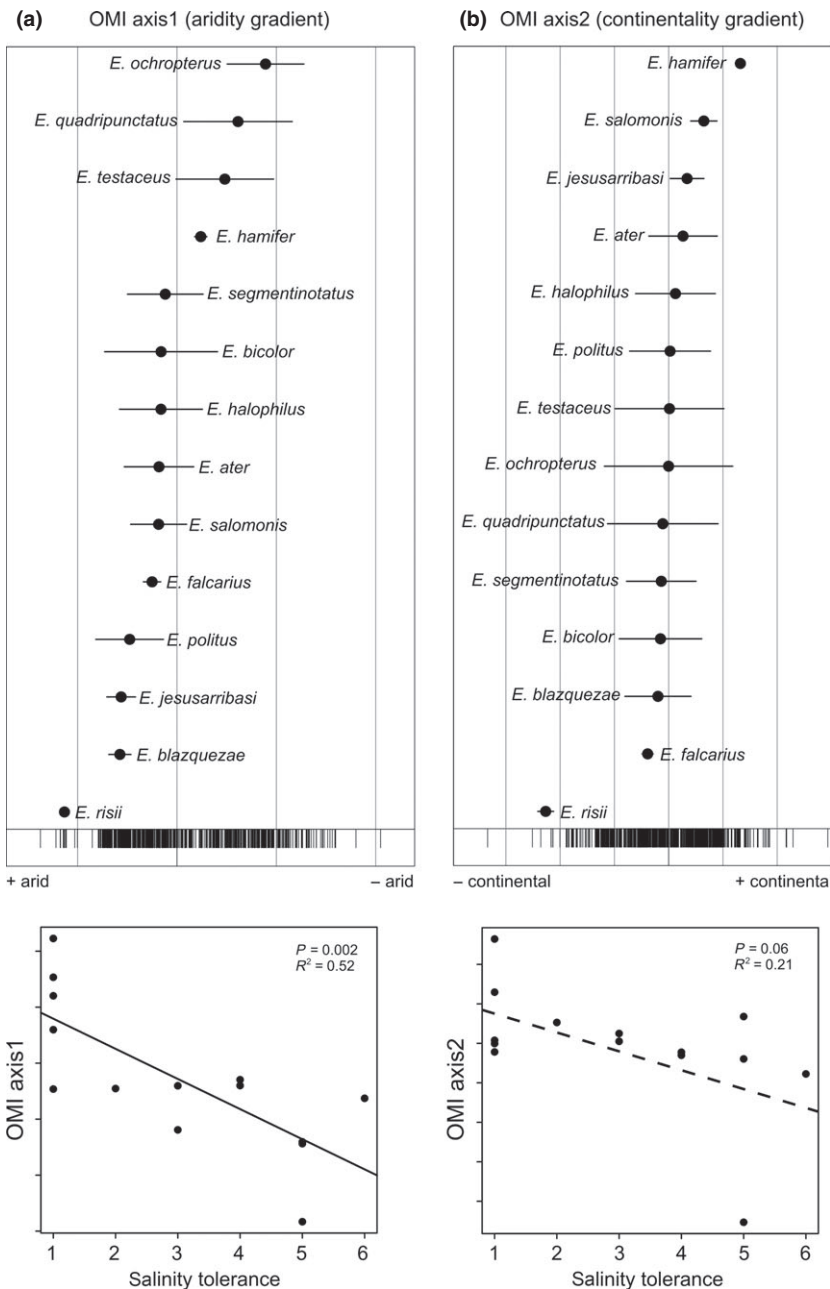 (a) OMI axis1 (aridity gradient)
E. ochropterus
E. quadripunctatus
E. testaceus
E. hamifer
E. segmentinotatus
E. bicolor
E. halophilus
E. ater
E. salomonis
E. falcarius
E. politus
E. jesusarribasi
E. blazquezae
E. risii
+ arid – arid
(b) OMI axis2 (continentality gradient)
E. hamifer
E. salomonis
E. jesusarribasi
E. ater
E. halophilus
E. politus
E. testaceus
E. ochropterus
E. quadripunctatus
E. segmentinotatus
E. bicolor
E. blazquezae
E. falcarius
E. risii
– continental + continental
P = 0.002
R² = 0.52
OMI axis1
1 2 3 4 5 6
Salinity tolerance
P = 0.06
R² = 0.21
OMI axis2
1 2 3 4 5 6
Salinity tolerance